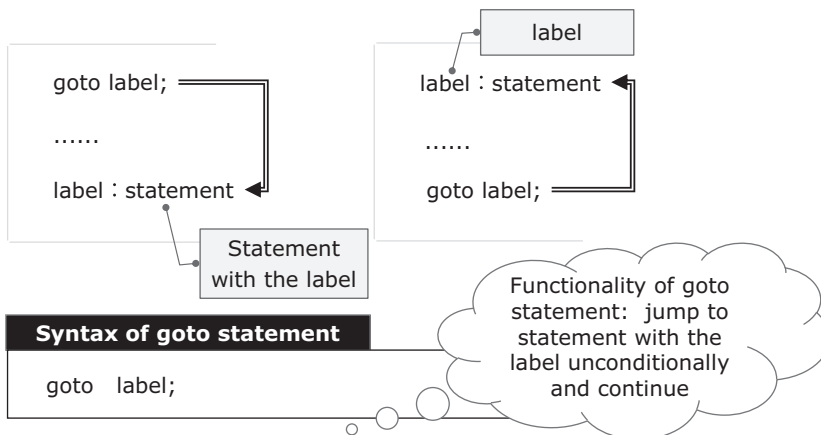 goto label;
......
label : statement
Statement
with the label
label
label : statement
......
goto label;
Syntax of goto statement
goto label;
Functionality of goto
statement: jump to
statement with the
label unconditionally
and continue